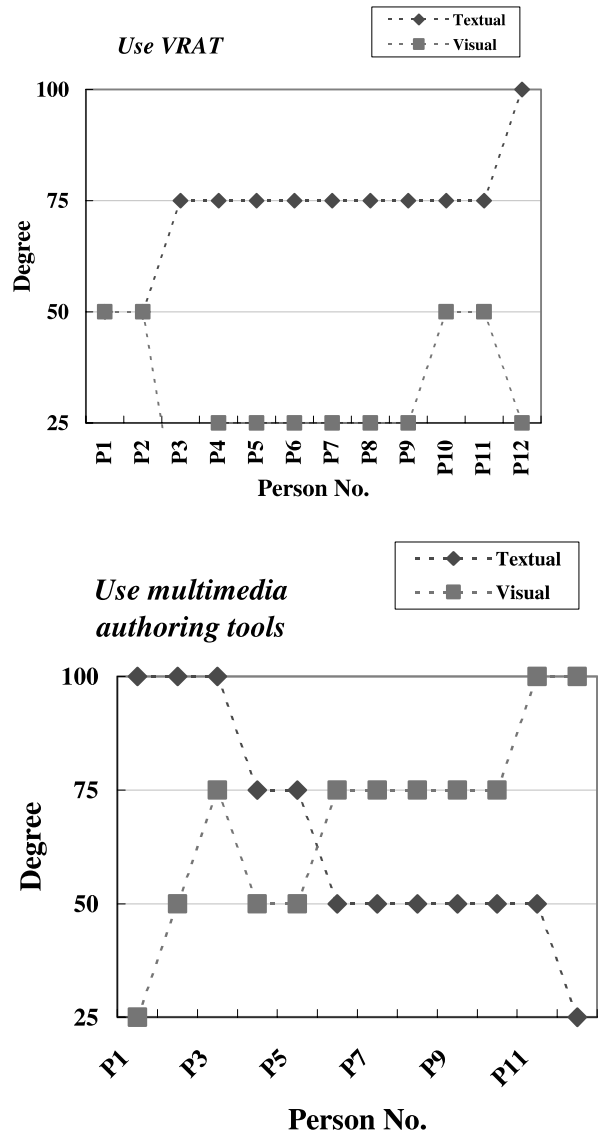 Use VRAT
Textual
Visual
100
75
50
25
Degree
P1 P2 P3 P4 P5 P6 P7 P8 P9 P10 P11 P12
Person No.
Use multimedia
authoring tools
Textual
Visual
100
75
50
25
Degree
P1 P3 P5 P7 P9 P11
Person No.